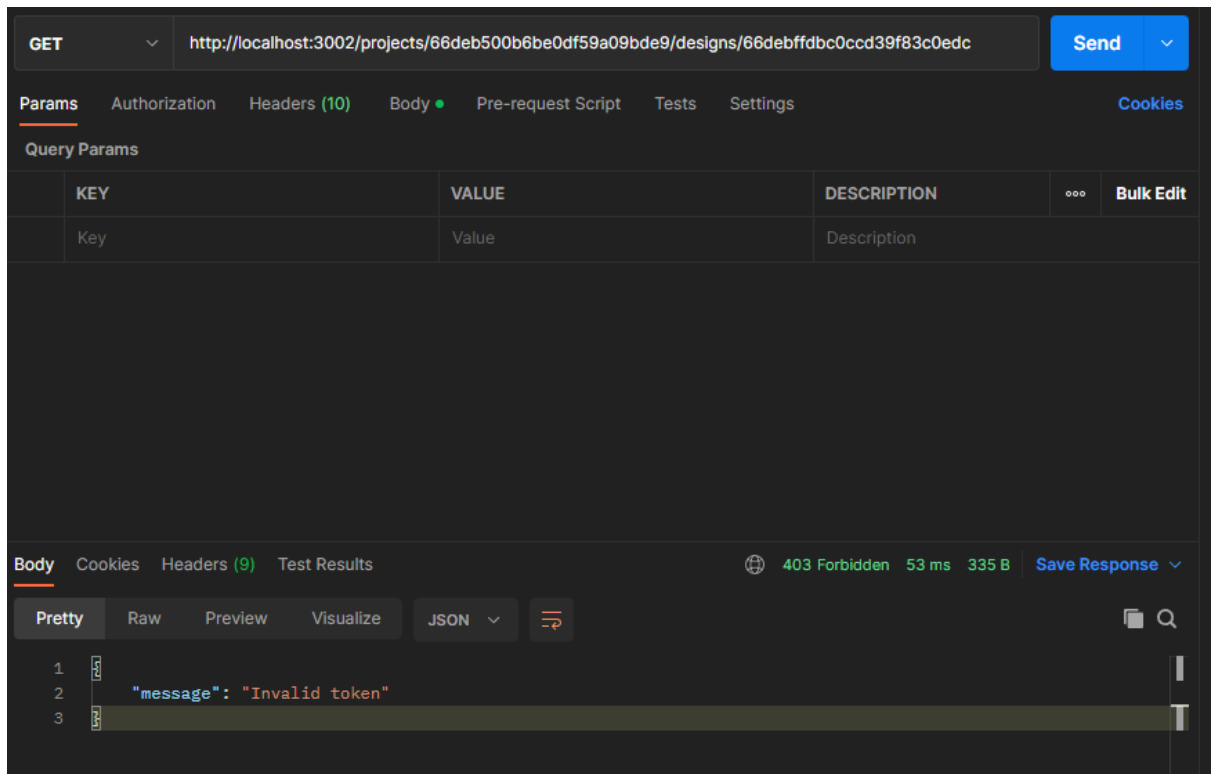 GET http://localhost:3002/projects/66deb500b6be0df59a09bde9/designs/66debffdbc0ccd39f83c0edc Send
Params Authorization Headers (10) Body Pre-request Script Tests Settings Cookies
Query Params
KEY VALUE DESCRIPTION Bulk Edit
Key Value Description
Body Cookies Headers (9) Test Results 403 Forbidden 53 ms 335 B Save Response
Pretty Raw Preview Visualize JSON
1 {
2 "message": "Invalid token"
3 }